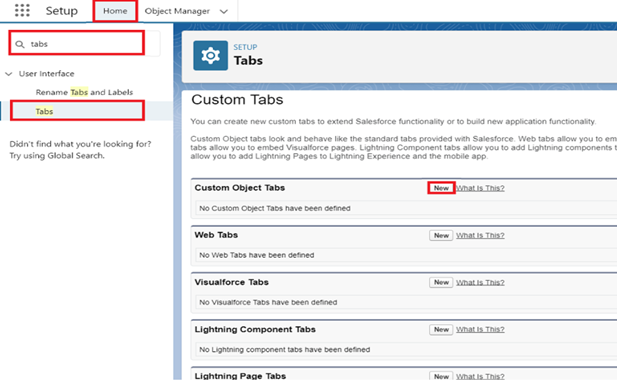 Setup
Home
Object Manager
tabs
User Interface
Rename Tabs and Labels
Tabs
Didn't find what you're looking for?
Try using Global Search.
SETUP
Tabs
Custom Tabs
You can create new custom tabs to extend Salesforce functionality or to build new application functionality.
Custom Object tabs look and behave like the standard tabs provided with Salesforce. Web tabs allow you to em
tabs allow you to embed Visualforce pages. Lightning Component tabs allow you to add Lightning components t
allow you to add Lightning Pages to Lightning Experience and the mobile app.
Custom Object Tabs New What Is This?
No Custom Object Tabs have been defined
Web Tabs New What Is This?
No Web Tabs have been defined
Visualforce Tabs New What Is This?
No Visualforce Tabs have been defined
Lightning Component Tabs New What Is This?
No Lightning component tabs have been defined
Lightning Page Tabs New What Is This?